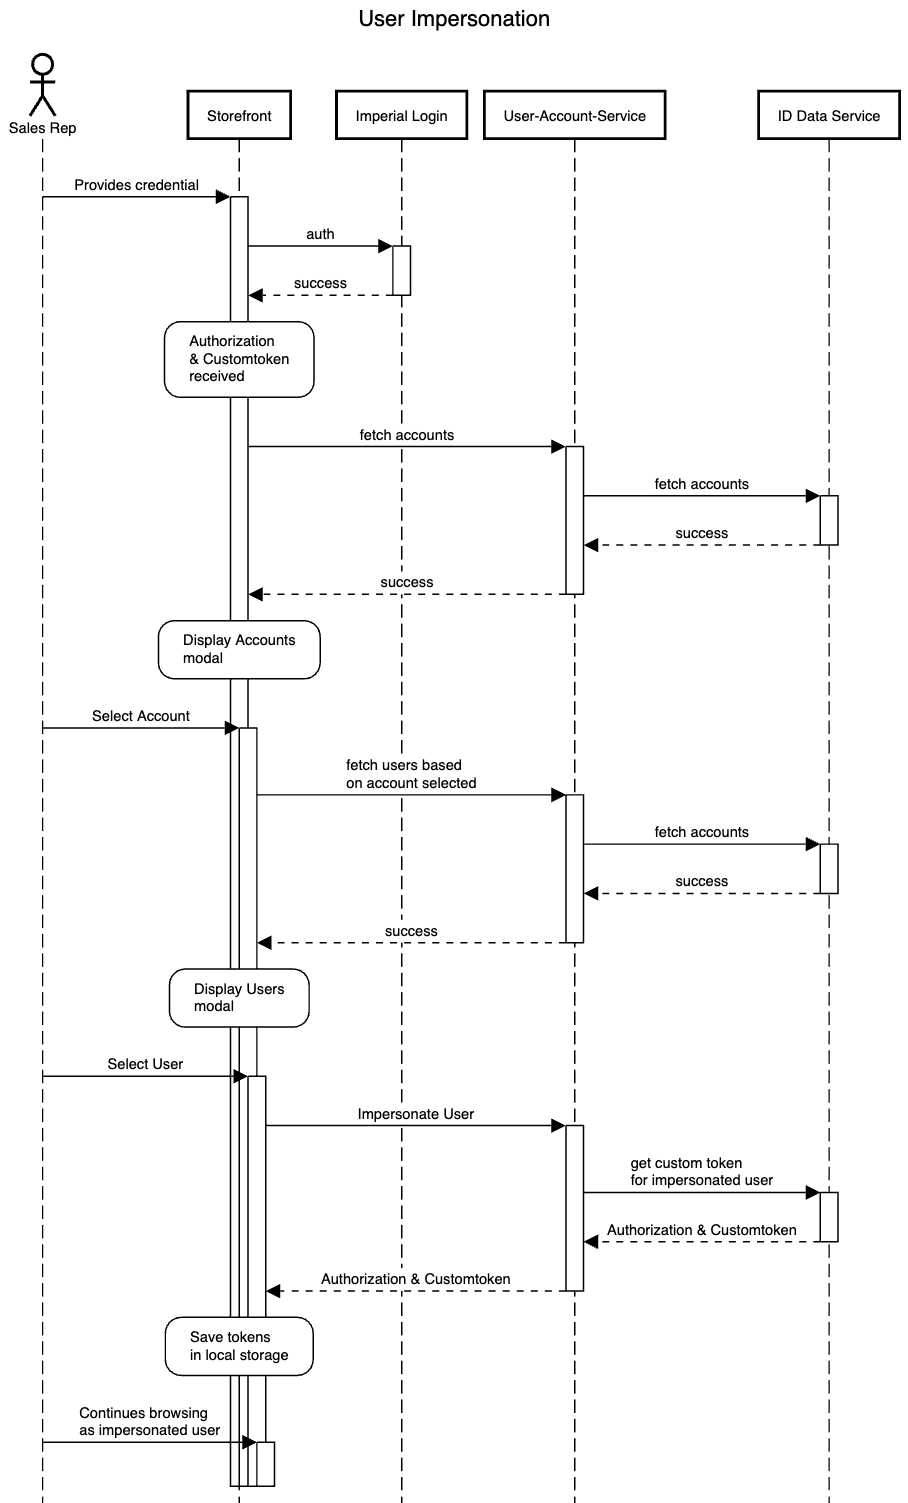 User Impersonation
Sales Rep
Storefront
Imperial Login
User-Account-Service
ID Data Service
Provides credential
auth
success
Authorization
& Customtoken
received
fetch accounts
fetch accounts
success
success
Display Accounts
modal
Select Account
fetch users based
on account selected
fetch accounts
success
success
Display Users
modal
Select User
Impersonate User
get custom token
for impersonated user
Authorization & Customtoken
Authorization & Customtoken
Save tokens
in local storage
Continues browsing
as impersonated user